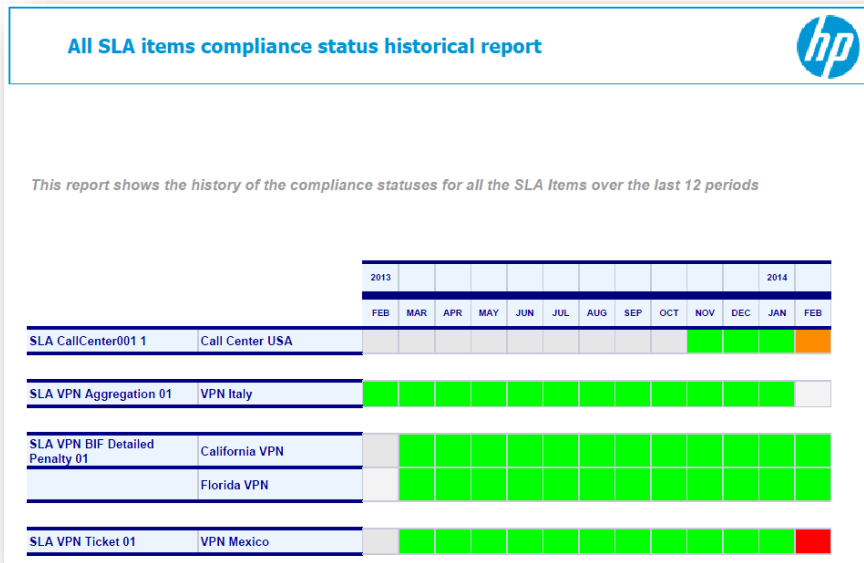 All SLA items compliance status historical report
hp
This report shows the history of the compliance statuses for all the SLA Items over the last 12 periods
2013 2014
FEB MAR APR MAY JUN JUL AUG SEP OCT NOV DEC JAN FEB
SLA CallCenter001 1 Call Center USA
SLA VPN Aggregation 01 VPN Italy
SLA VPN BIF Detailed
Penalty 01 California VPN
Florida VPN
SLA VPN Ticket 01 VPN Mexico